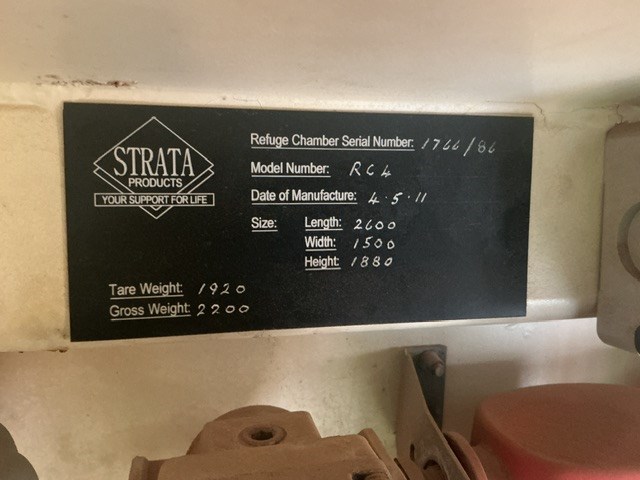 STRATA
PRODUCTS
YOUR SUPPORT FOR LIFE
Refuge Chamber Serial Number: 1766/86
Model Number: RC4
Date of Manufacture: 4.5.11
Size: Length: 2600
Width: 1500
Height: 1880
Tare Weight: 1920
Gross Weight: 2200